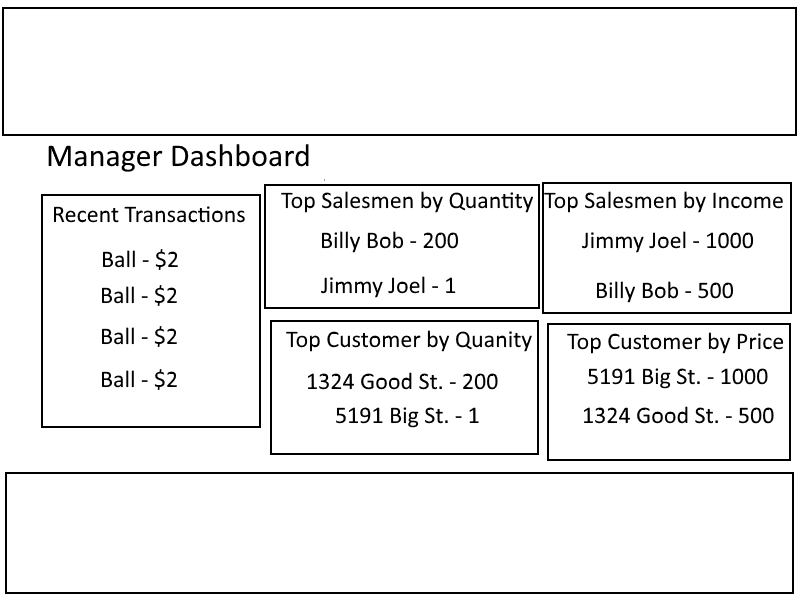 Manager Dashboard
Recent Transactions
Ball - $2
Ball - $2
Ball - $2
Ball - $2
Top Salesmen by Quantity
Billy Bob - 200
Jimmy Joel - 1
Top Salesmen by Income
Jimmy Joel - 1000
Billy Bob - 500
Top Customer by Quanity
1324 Good St. - 200
5191 Big St. - 1
Top Customer by Price
5191 Big St. - 1000
1324 Good St. - 500